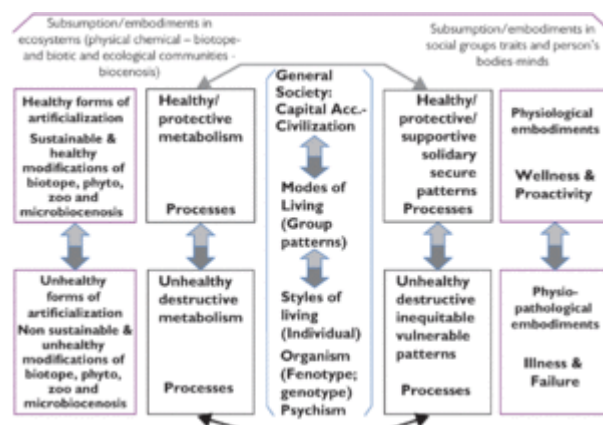 Subsumption/embodiments in
ecosystems (physical chemical – biotope-
and biotic and ecological communities -
biocenosis)
Subsumption/embodiments in
social groups traits and person's
bodies-minds
Healthy forms of
artificialization
Sustainable &
healthy
modifications of
biotope, phyto,
zoo and
microbiocenosis
Healthy/
protective
metabolism
Processes
General
Society:
Capital Acc.-
Civilization
Modes of
Living
(Group
patterns)
Styles of
living
(Individual)
Organism
(Fenotype;
genotype)
Psychism
Healthy/
protective/
supportive
solidary
secure
patterns
Processes
Physiological
embodiments
Wellness &
Proactivity
Unhealthy
forms of
artificialization
Non sustainable &
unhealthy
modifications of
biotope, phyto,
zoo and
microbiocenosis
Unhealthy
destructive
metabolism
Processes
Unhealthy
destructive
inequitable
vulnerable
patterns
Processes
Physio-
pathological
embodiments
Illness &
Failure